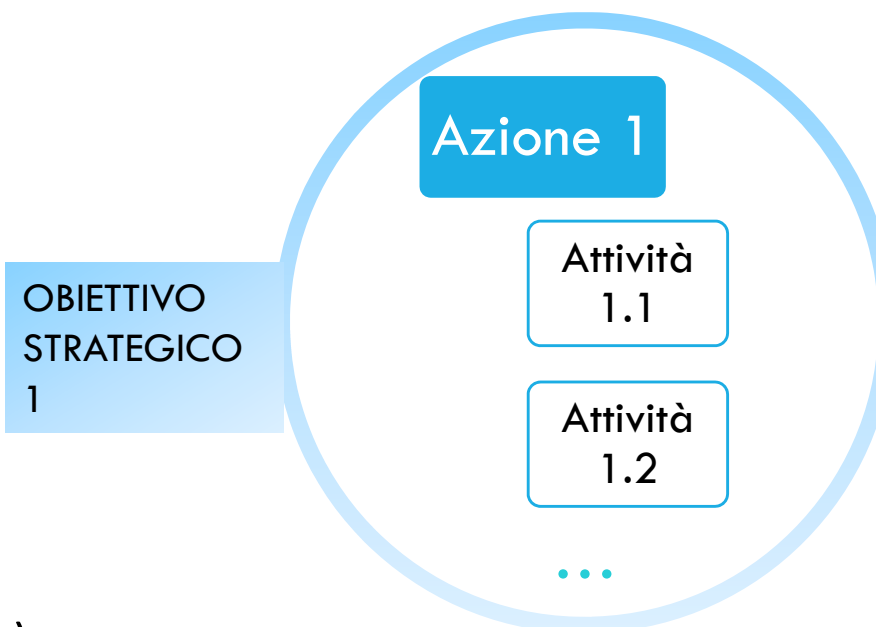 Azione 1
Attività
1.1
OBIETTIVO
STRATEGICO
1
Attività
1.2
...